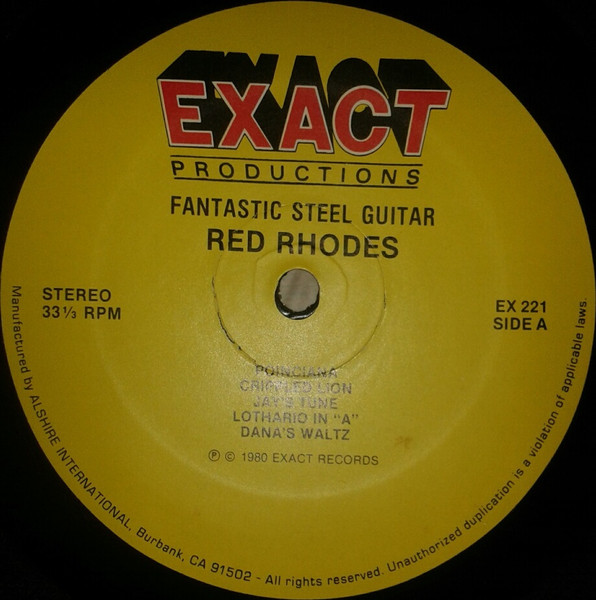 EXACT
PRODUCTIONS
FANTASTIC STEEL GUITAR
RED RHODES
STEREO
33 1/3 RPM
EX 221
SIDE A
POINCIANA
CRIPPLED LION
JAY'S TUNE
LOTHARIO IN "A"
DANA'S WALTZ
Ⓟ © 1980 EXACT RECORDS
Manufactured by ALSHIRE INTERNATIONAL, Burbank, CA 91502 - All rights reserved. Unauthorized duplication is a violation of applicable laws.